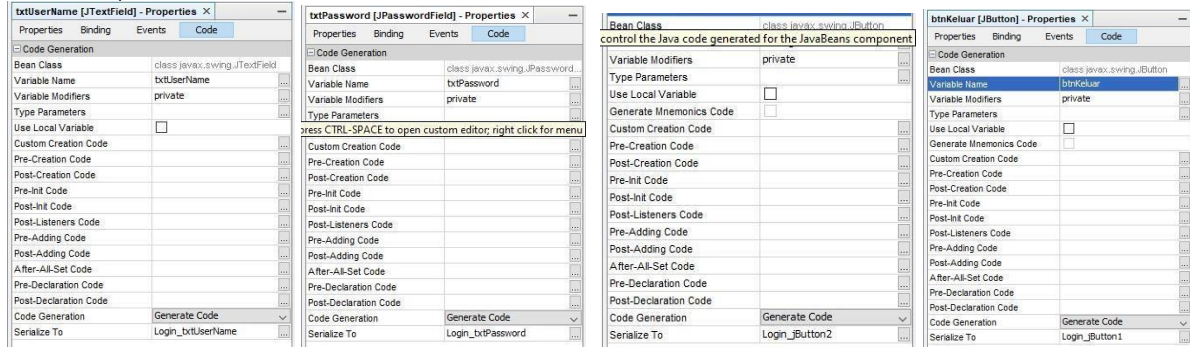 txtUserName [JTextField] - Properties ×
Properties Binding Events Code
Code Generation
Bean Class class javax.swing.JTextField
Variable Name txtUserName ...
Variable Modifiers private ...
Type Parameters ...
Use Local Variable
Custom Creation Code ...
Pre-Creation Code ...
Post-Creation Code ...
Pre-Init Code ...
Post-Init Code ...
Post-Listeners Code ...
Pre-Adding Code ...
Post-Adding Code ...
After-All-Set Code ...
Pre-Declaration Code ...
Post-Declaration Code ...
Code Generation Generate Code
Serialize To Login_txtUserName ...
txtPassword [JPasswordField] - Properties ×
Properties Binding Events Code
Code Generation
Bean Class class javax.swing.JPassword...
Variable Name txtPassword ...
Variable Modifiers private ...
Type Parameters ...
press CTRL-SPACE to open custom editor; right click for menu
Custom Creation Code ...
Pre-Creation Code ...
Post-Creation Code ...
Pre-Init Code ...
Post-Init Code ...
Post-Listeners Code ...
Pre-Adding Code ...
Post-Adding Code ...
After-All-Set Code ...
Pre-Declaration Code ...
Post-Declaration Code ...
Code Generation Generate Code
Serialize To Login_txtPassword ...
Bean Class class javax.swing.JButton
control the Java code generated for the JavaBeans component
Variable Modifiers private ...
Type Parameters ...
Use Local Variable
Generate Mnemonics Code
Custom Creation Code ...
Pre-Creation Code ...
Post-Creation Code ...
Pre-Init Code ...
Post-Init Code ...
Post-Listeners Code ...
Pre-Adding Code ...
Post-Adding Code ...
After-All-Set Code ...
Pre-Declaration Code ...
Post-Declaration Code ...
Code Generation Generate Code
Serialize To Login_jButton2 ...
btnKeluar [JButton] - Properties ×
Properties Binding Events Code
Code Generation
Bean Class class javax.swing.JButton
Variable Name btnKeluar ...
Variable Modifiers private ...
Type Parameters ...
Use Local Variable
Generate Mnemonics Code
Custom Creation Code ...
Pre-Creation Code ...
Post-Creation Code ...
Pre-Init Code ...
Post-Init Code ...
Post-Listeners Code ...
Pre-Adding Code ...
Post-Adding Code ...
After-All-Set Code ...
Pre-Declaration Code ...
Post-Declaration Code ...
Code Generation Generate Code
Serialize To Login_jButton1 ...